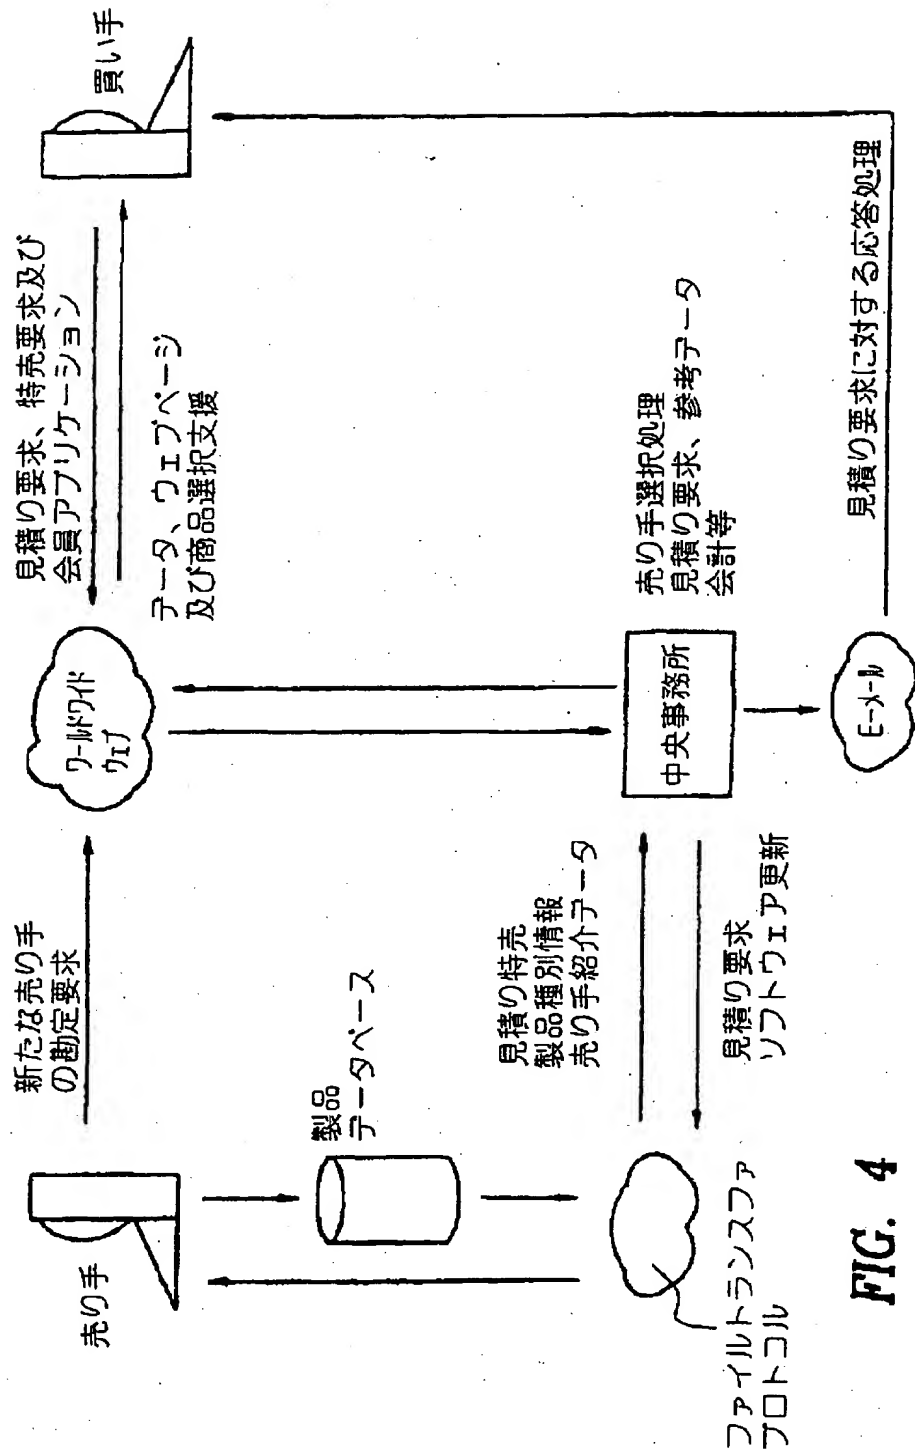 売り手
新たな売り手
の勘定要求
ワールドワイド
ウェブ
見積り要求、特売要求及び
会員アプリケーション
データ、ウェブページ
及び商品選択支援
買い手
製品
データベース
ファイルトランスファ
プロトコル
見積り特売
製品種別情報
売り手紹介データ
見積り要求
ソフトウェア更新
中央事務所
売り手選択処理
見積り要求、参考データ
会計等
E-メール
見積り要求に対する応答処理
FIG. 4